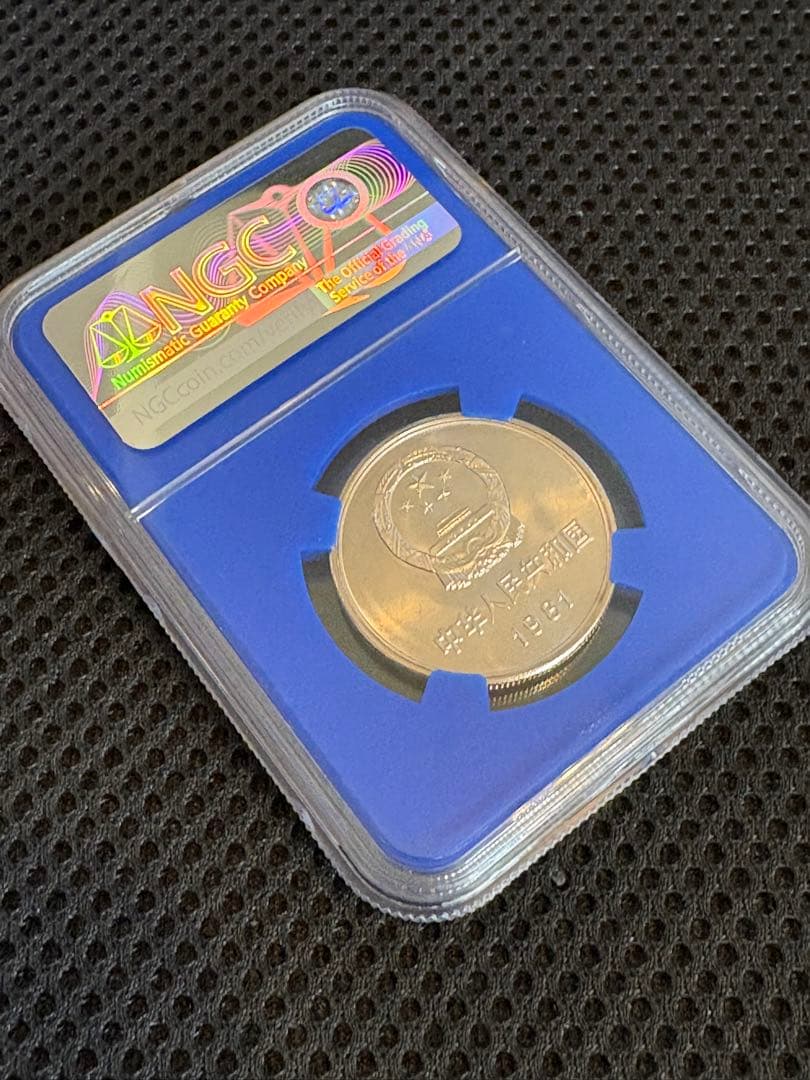 NGC
Numismatic Guaranty Company
The Official Grading
Service of the
NGCcoin.com/verify
中华人民共和国
1981